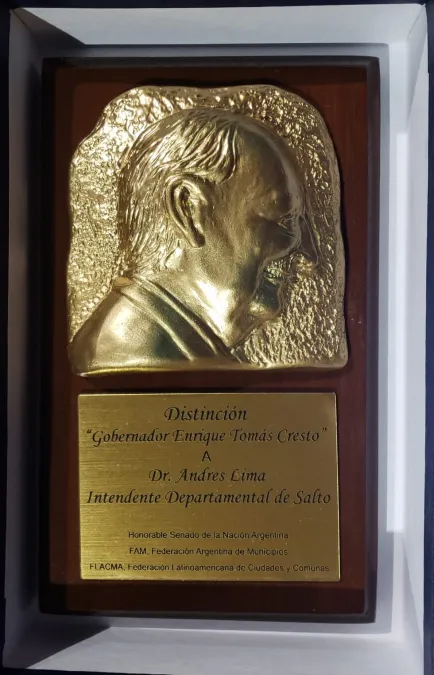 Distinción
“Gobernador Enrique Tomás Cresto”
A
Dr. Andres Lima
Intendente Departamental de Salto
Honorable Senado de la Nación Argentina
FAM, Federación Argentina de Municipios
FLACMA, Federación Latinoamericana de Ciudades y Comunas